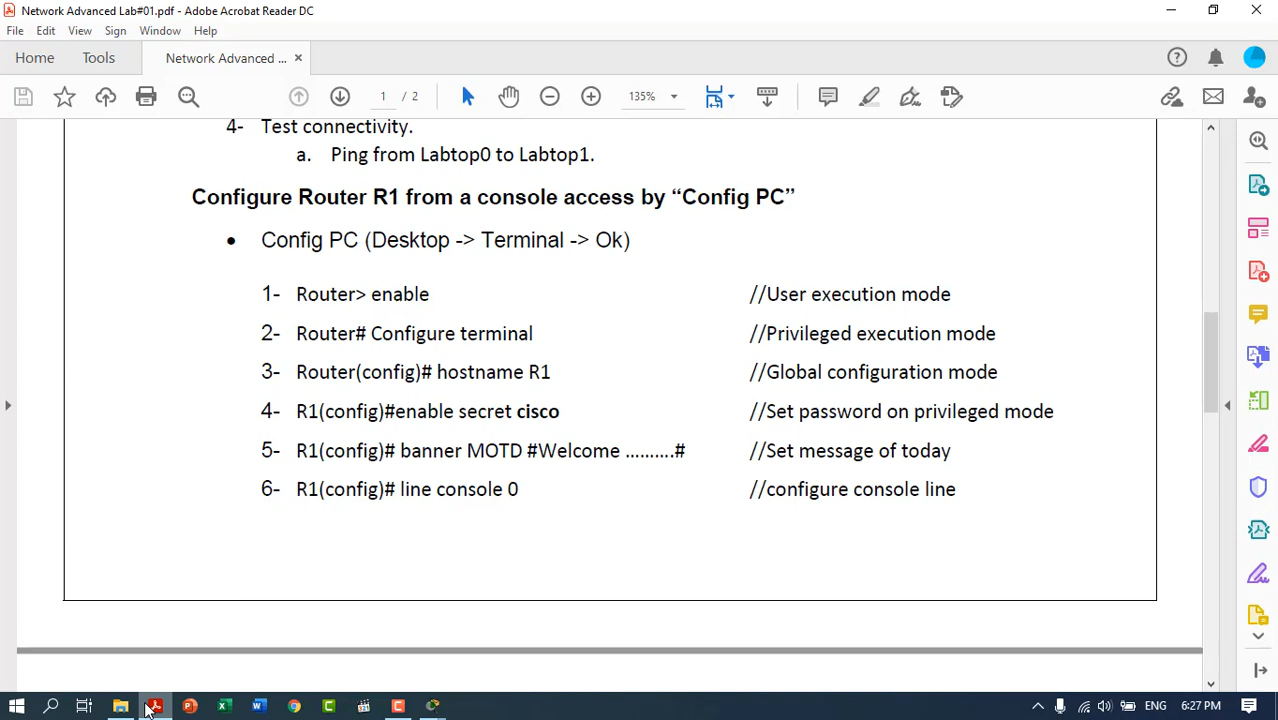 Network Advanced Lab#01.pdf - Adobe Acrobat Reader DC
File Edit View Sign Window Help
Home Tools Network Advanced ... ×
1 / 2 135%
4- Test connectivity.
a. Ping from Labtop0 to Labtop1.
Configure Router R1 from a console access by “Config PC”
• Config PC (Desktop -> Terminal -> Ok)
1- Router> enable //User execution mode
2- Router# Configure terminal //Privileged execution mode
3- Router(config)# hostname R1 //Global configuration mode
4- R1(config)#enable secret cisco //Set password on privileged mode
5- R1(config)# banner MOTD #Welcome ..........# //Set message of today
6- R1(config)# line console 0 //configure console line
ENG 6:27 PM